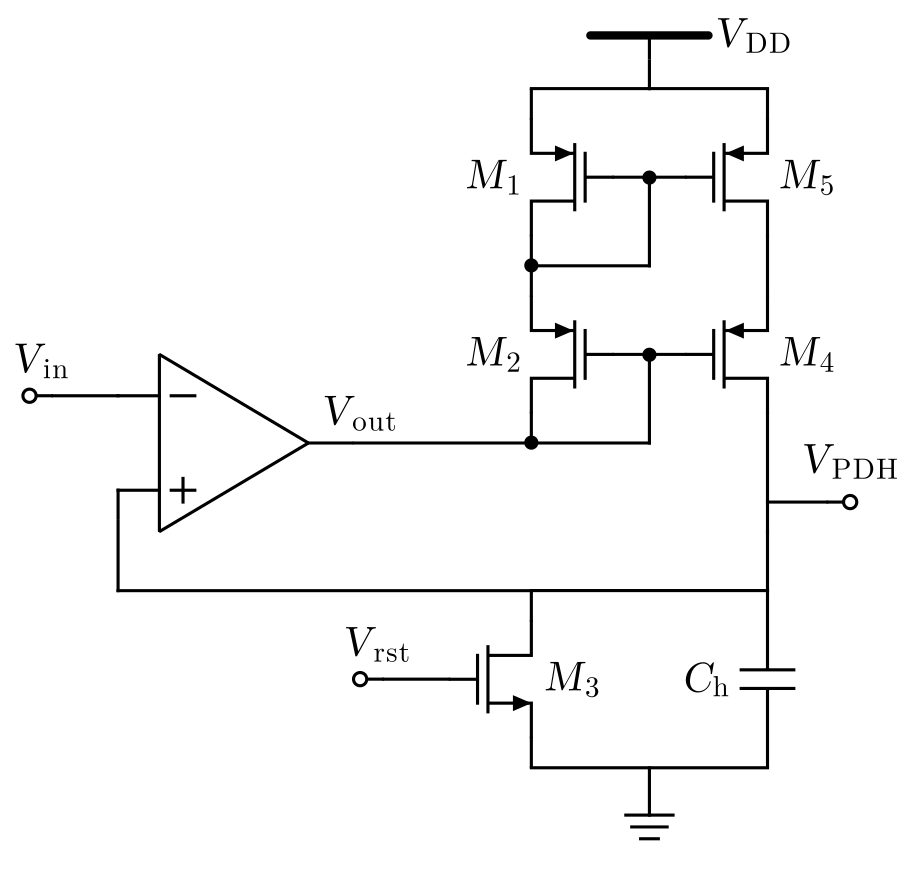 V_DD
M_1
M_5
M_2
M_4
V_in
V_out
V_PDH
V_rst
M_3
C_h